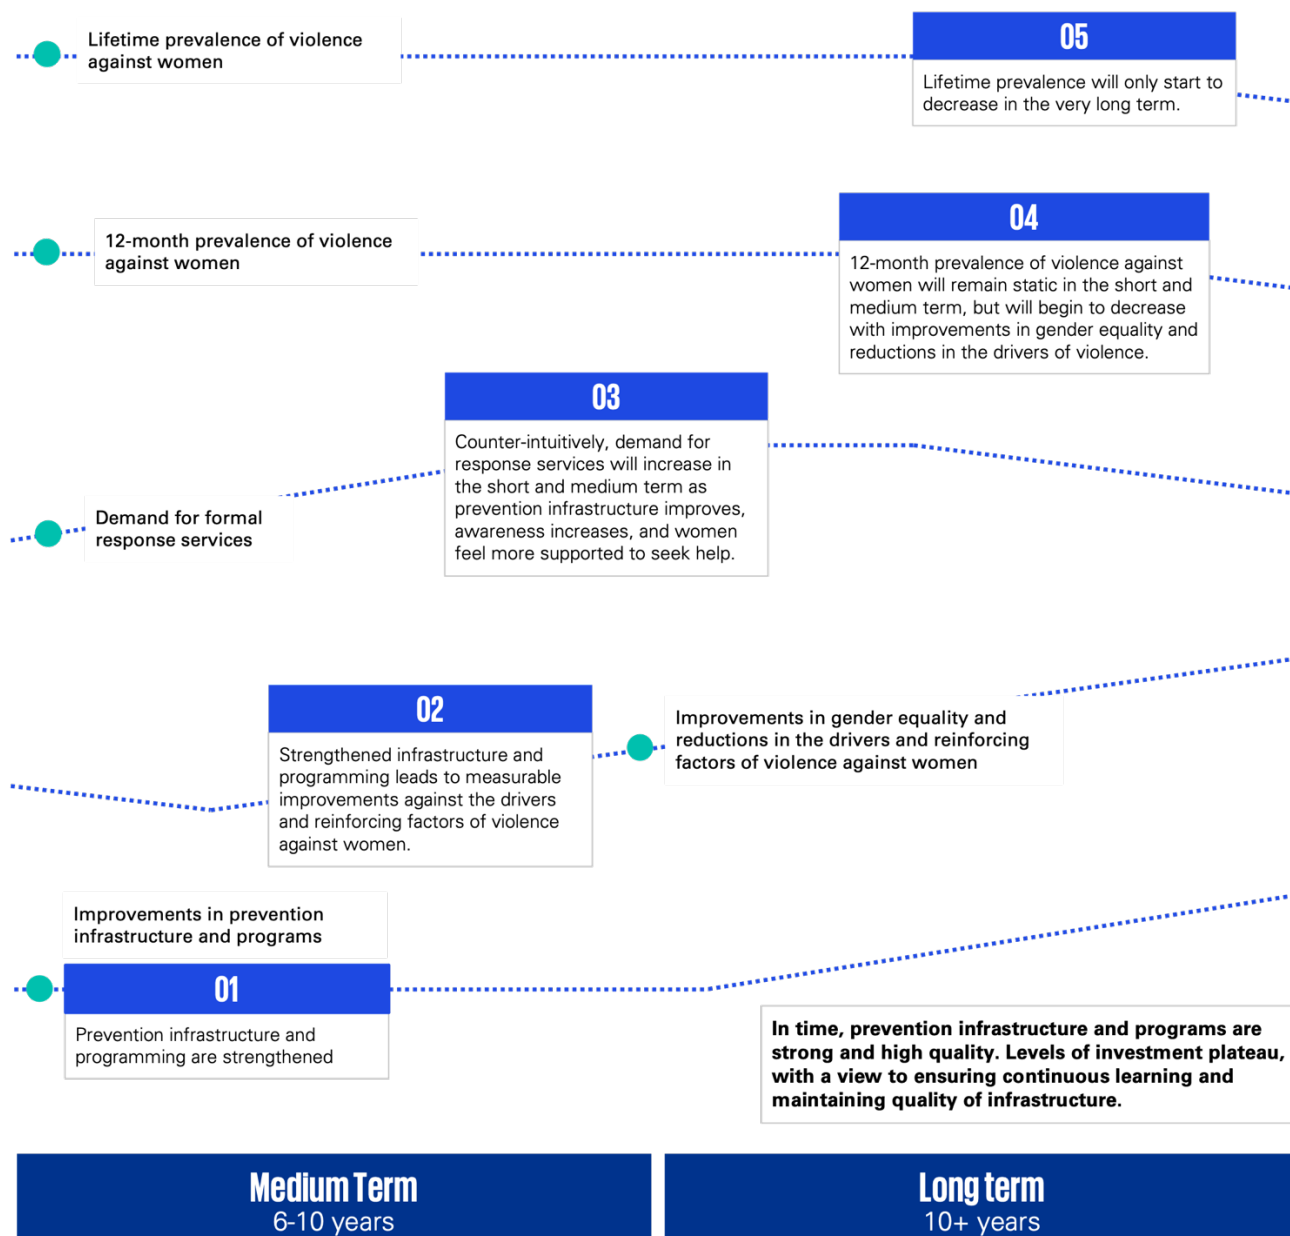 Lifetime prevalence of violence
against women
05
Lifetime prevalence will only start to
decrease in the very long term.
12-month prevalence of violence
against women
04
12-month prevalence of violence against
women will remain static in the short and
medium term, but will begin to decrease
with improvements in gender equality and
reductions in the drivers of violence.
03
Counter-intuitively, demand for
response services will increase in
the short and medium term as
prevention infrastructure improves,
awareness increases, and women
feel more supported to seek help.
Demand for formal
response services
02
Strengthened infrastructure and
programming leads to measurable
improvements against the drivers
and reinforcing factors of violence
against women.
Improvements in gender equality and
reductions in the drivers and reinforcing
factors of violence against women
Improvements in prevention
infrastructure and programs
01
Prevention infrastructure and
programming are strengthened
In time, prevention infrastructure and programs are
strong and high quality. Levels of investment plateau,
with a view to ensuring continuous learning and
maintaining quality of infrastructure.
Medium Term
6-10 years
Long term
10+ years